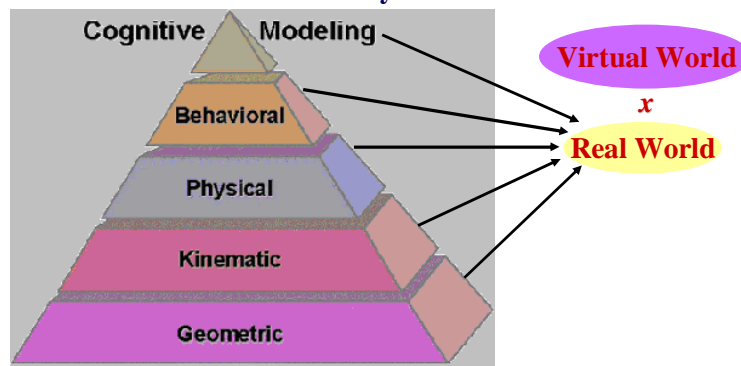 Cognitive Modeling
Virtual World
x
Real World
Behavioral
Physical
Kinematic
Geometric